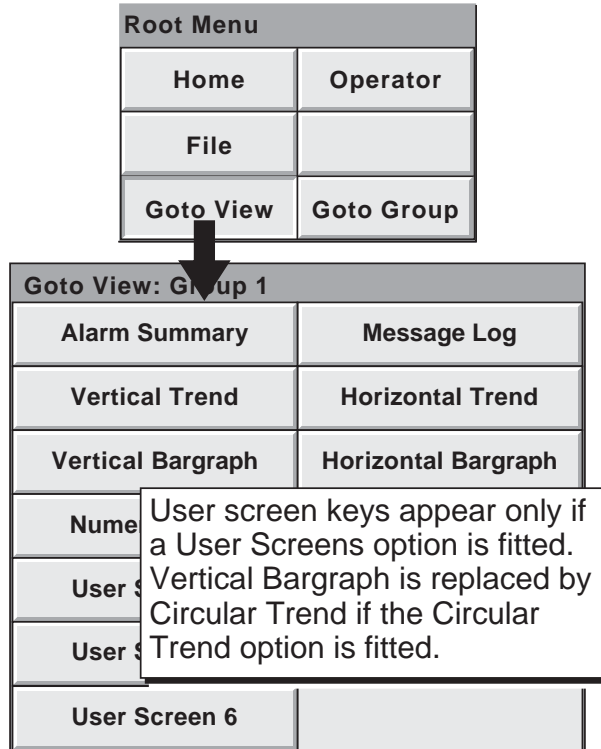 Root Menu
Home Operator
File
Goto View Goto Group
Goto View: Group 1
Alarm Summary Message Log
Vertical Trend Horizontal Trend
Vertical Bargraph Horizontal Bargraph
User screen keys appear only if
a User Screens option is fitted.
Vertical Bargraph is replaced by
Circular Trend if the Circular
Trend option is fitted.
User
User
User Screen 6